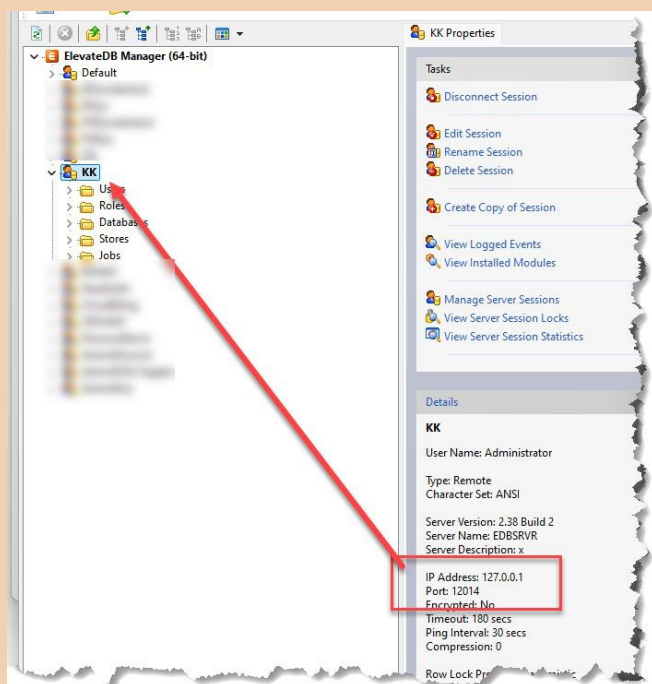 ElevateDB Manager (64-bit)
Default
KK
Roles
Databases
Stores
Jobs
KK Properties
Tasks
Disconnect Session
Edit Session
Rename Session
Delete Session
Create Copy of Session
View Logged Events
View Installed Modules
Manage Server Sessions
View Server Session Locks
View Server Session Statistics
Details
KK
User Name: Administrator
Type: Remote
Character Set: ANSI
Server Version: 2.38 Build 2
Server Name: EDBSRVR
Server Description: x
IP Address: 127.0.0.1
Port: 12014
Encrypted: No
Timeout: 180 secs
Ping Interval: 30 secs
Compression: 0
Row Lock